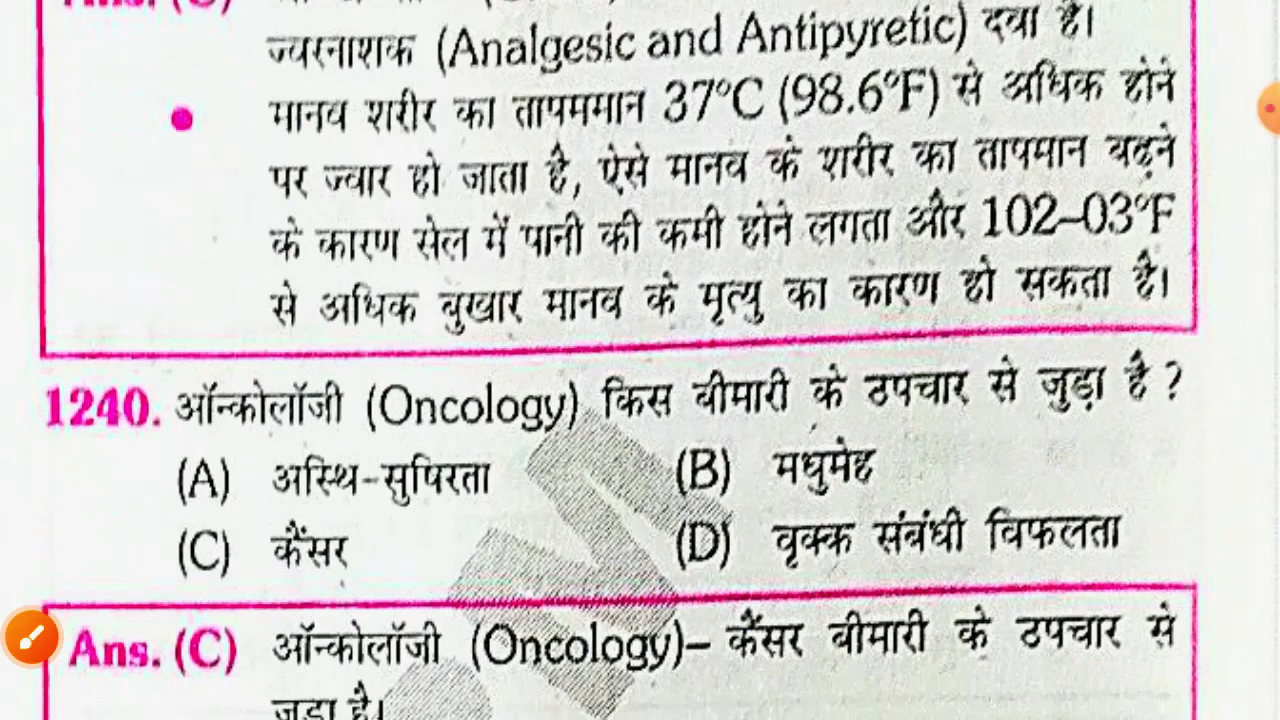 Ans. (C)
ज्वरनाशक (Analgesic and Antipyretic) दवा है।
मानव शरीर का तापममान 37°C (98.6°F) से अधिक होने
पर ज्वार हो जाता है, ऐसे मानव के शरीर का तापमान बढ़ने
के कारण सेल में पानी की कमी होने लगता और 102–03°F
से अधिक बुखार मानव के मृत्यु का कारण हो सकता है।
1240. ऑन्कोलॉजी (Oncology) किस बीमारी के उपचार से जुड़ा है ?
(A) अस्थि-सुषिरता (B) मधुमेह
(C) कैंसर (D) वृक्क संबंधी विफलता
Ans. (C) ऑन्कोलॉजी (Oncology)– कैंसर बीमारी के उपचार से
जुड़ा है।